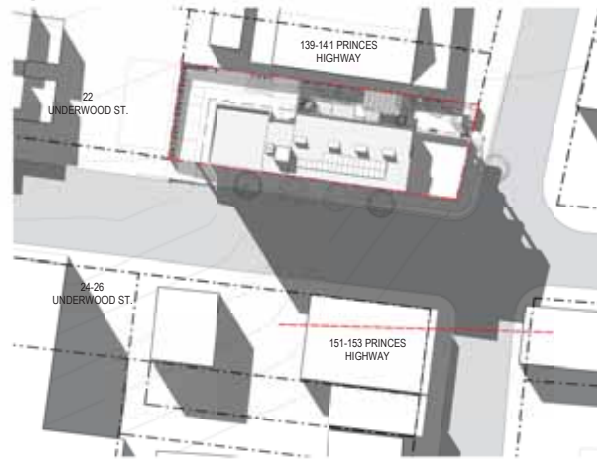 139-141 PRINCES
HIGHWAY
22
UNDERWOOD ST.
24-26
UNDERWOOD ST.
151-153 PRINCES
HIGHWAY